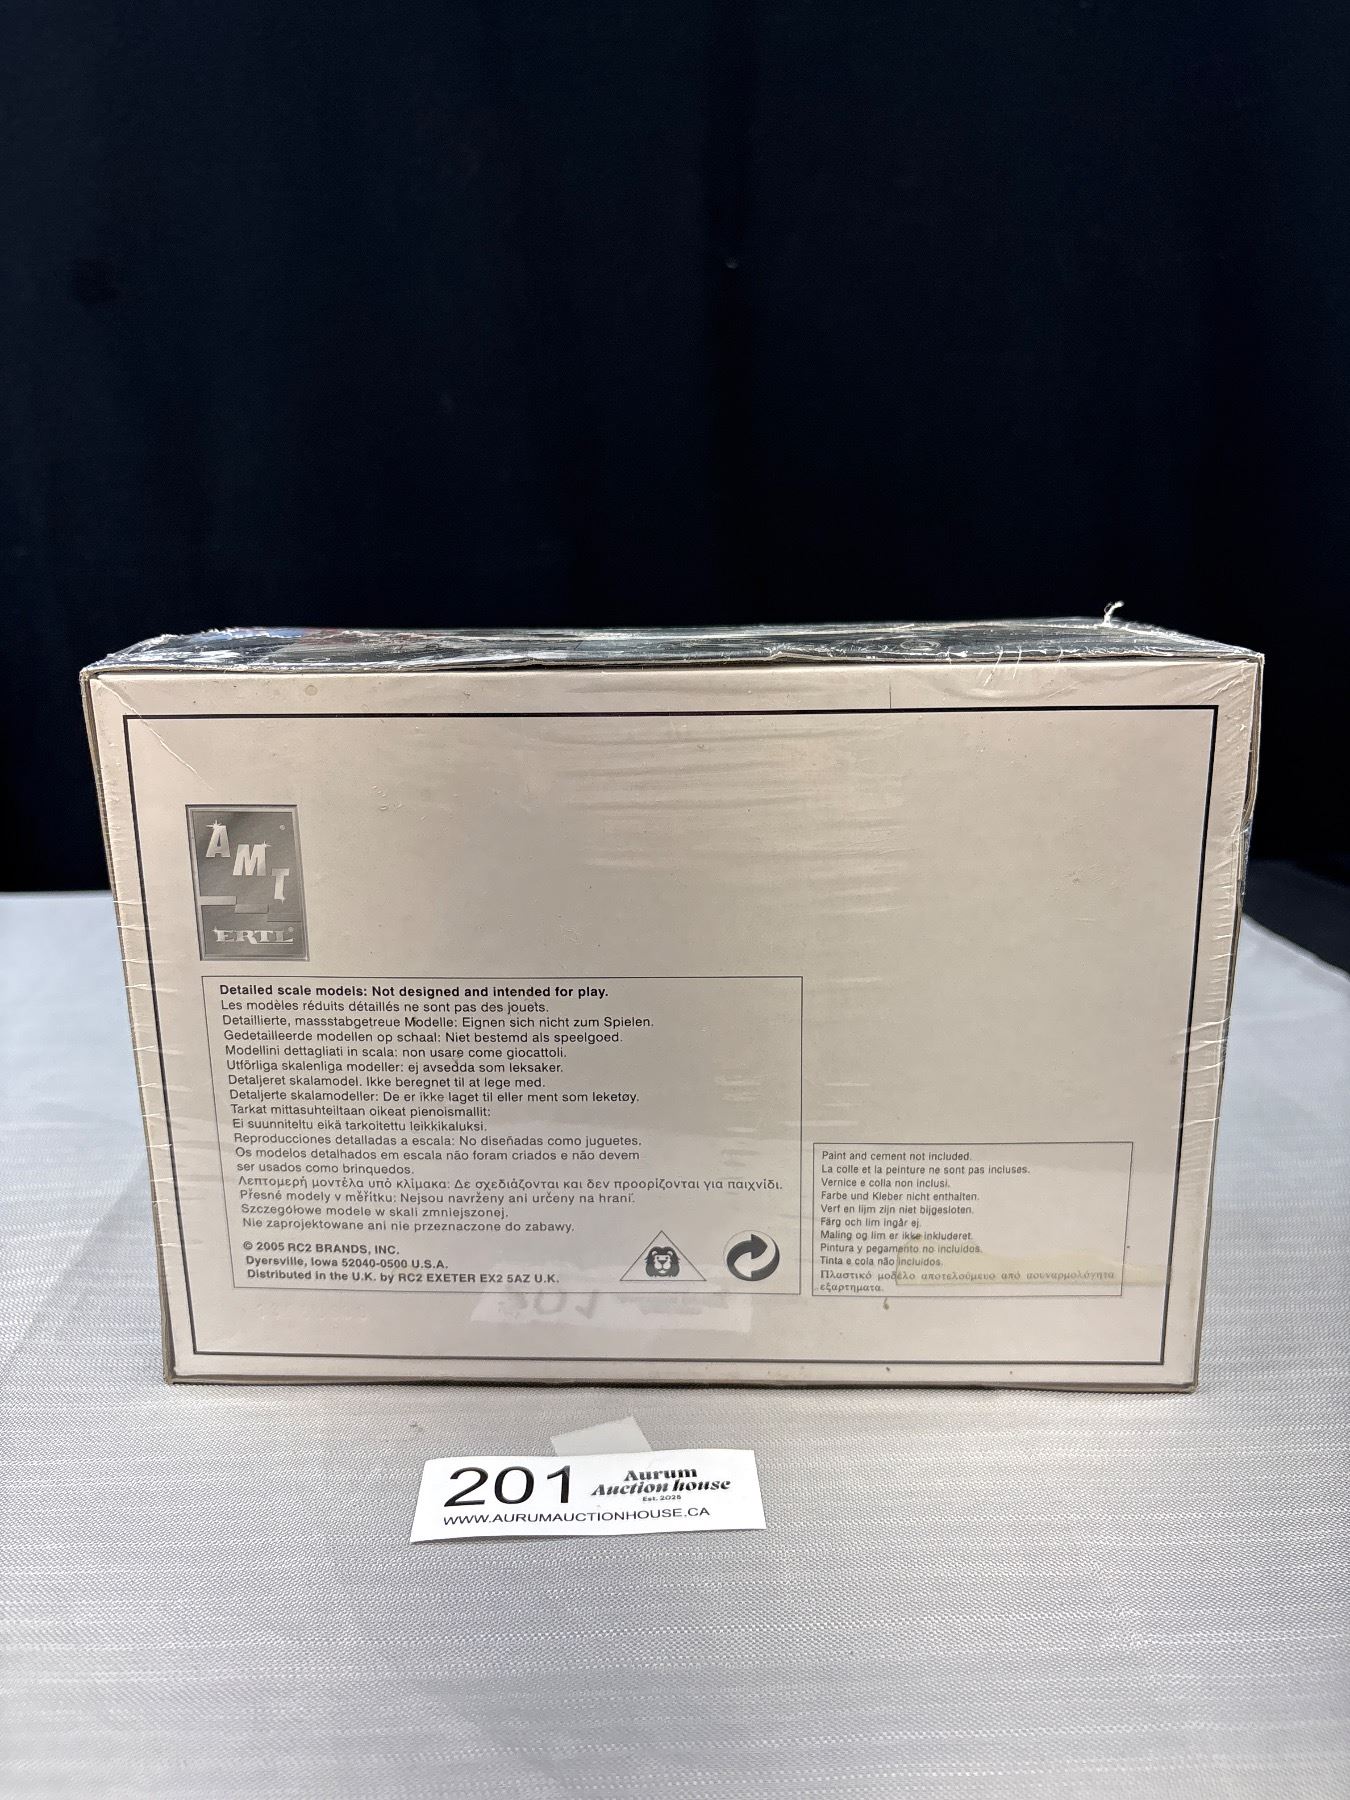 AMT
ERTL
Detailed scale models: Not designed and intended for play.
Les modèles réduits détaillés ne sont pas des jouets.
Detaillierte, massstabgetreue Modelle: Eignen sich nicht zum Spielen.
Gedetailleerde modellen op schaal: Niet bestemd als speelgoed.
Modellini dettagliati in scala: non usare come giocattoli.
Utförliga skalenliga modeller: ej avsedda som leksaker.
Detaljeret skalamodel. Ikke beregnet til at lege med.
Detaljerte skalamodeller: De er ikke laget til eller ment som leketøy.
Tarkat mittasuhteiltaan oikeat pienoismallit:
Ei suunniteltu eikä tarkoitettu leikkikaluksi.
Reproducciones detalladas a escala: No diseñadas como juguetes.
Os modelos detalhados em escala não foram criados e não devem
ser usados como brinquedos.
Λεπτομερή μοντέλα υπό κλίμακα: Δε σχεδιάζονται και δεν προορίζονται για παιχνίδι.
Přesné modely v měřítku: Nejsou navrženy ani určeny na hraní.
Szczegółowe modele w skali zmniejszonej.
Nie zaprojektowane ani nie przeznaczone do zabawy.
© 2005 RC2 BRANDS, INC.
Dyersville, Iowa 52040-0500 U.S.A.
Distributed in the U.K. by RC2 EXETER EX2 5AZ U.K.
Paint and cement not included.
La colle et la peinture ne sont pas incluses.
Vernice e colla non inclusi.
Farbe und Kleber nicht enthalten.
Verf en lijm zijn niet bijgesloten.
Färg och lim ingår ej.
Maling og lim er ikke inkluderet.
Pintura y pegamento no incluidos.
Tinta e cola não incluidos.
Πλαστικό μοδέλο αποτελούμενο από ασυναρμολόγητα
εξαρτηματα.
201 Aurum
Auction house
Est. 2025
WWW.AURUMAUCTIONHOUSE.CA